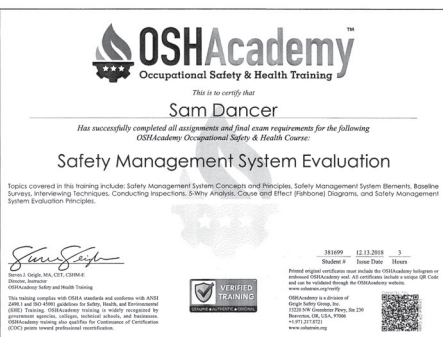 OSHAcademy™
Occupational Safety & Health Training
This is to certify that
Sam Dancer
Has successfully completed all assignments and final exam requirements for the following
OSHAcademy Occupational Safety & Health Course:
Safety Management System Evaluation
Topics covered in this training include: Safety Management System Concepts and Principles, Safety Management System Elements, Baseline
Surveys, Interviewing Techniques, Conducting Inspections, 5-Why Analysis, Cause and Effect (Fishbone) Diagrams, and Safety Management
System Evaluation Principles.
Steven J. Geigle, MA, CET, CSHM-E
Director, Instructor
OSHAcademy Safety and Health Training
This training complies with OSHA standards and conforms with ANSI
Z490.1 and ISO 45001 guidelines for Safety, Health, and Environmental
(SHE) Training. OSHAcademy training is widely recognized by
government agencies, colleges, technical schools, and businesses.
OSHAcademy training also qualifies for Continuance of Certification
(COC) points toward professional recertification.
VERIFIED
TRAINING
GENUINE AUTHENTIC ORIGINAL
381699 12.13.2018 3
Student # Issue Date Hours
Printed original certificates must include the OSHAcademy hologram or
embossed OSHAcademy seal. All certificates include a unique QR Code
and can be validated through the OSHAcademy website.
www.oshatrain.org/verify
OSHAcademy is a division of
Geigle Safety Group, Inc.
15220 NW Greenbrier Pkwy, Ste 230
Beaverton, OR, USA, 97006
+1.971.217.8721
www.oshatrain.org